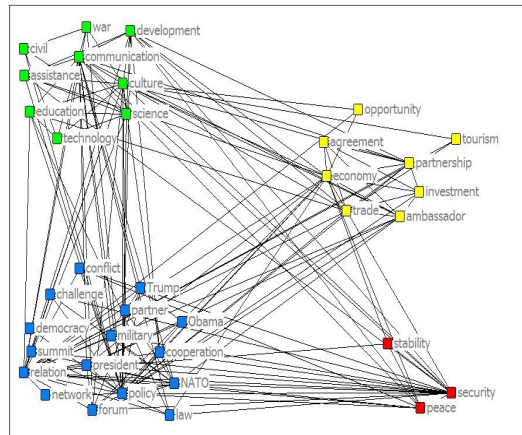 war
development
civil
communication
assistance
culture
education
science
technology
opportunity
agreement
tourism
partnership
economy
investment
trade
ambassador
conflict
Trump
challenge
partner
Obama
democracy
military
stability
summit
cooperation
relation
president
NATO
network
policy
security
forum
law
peace